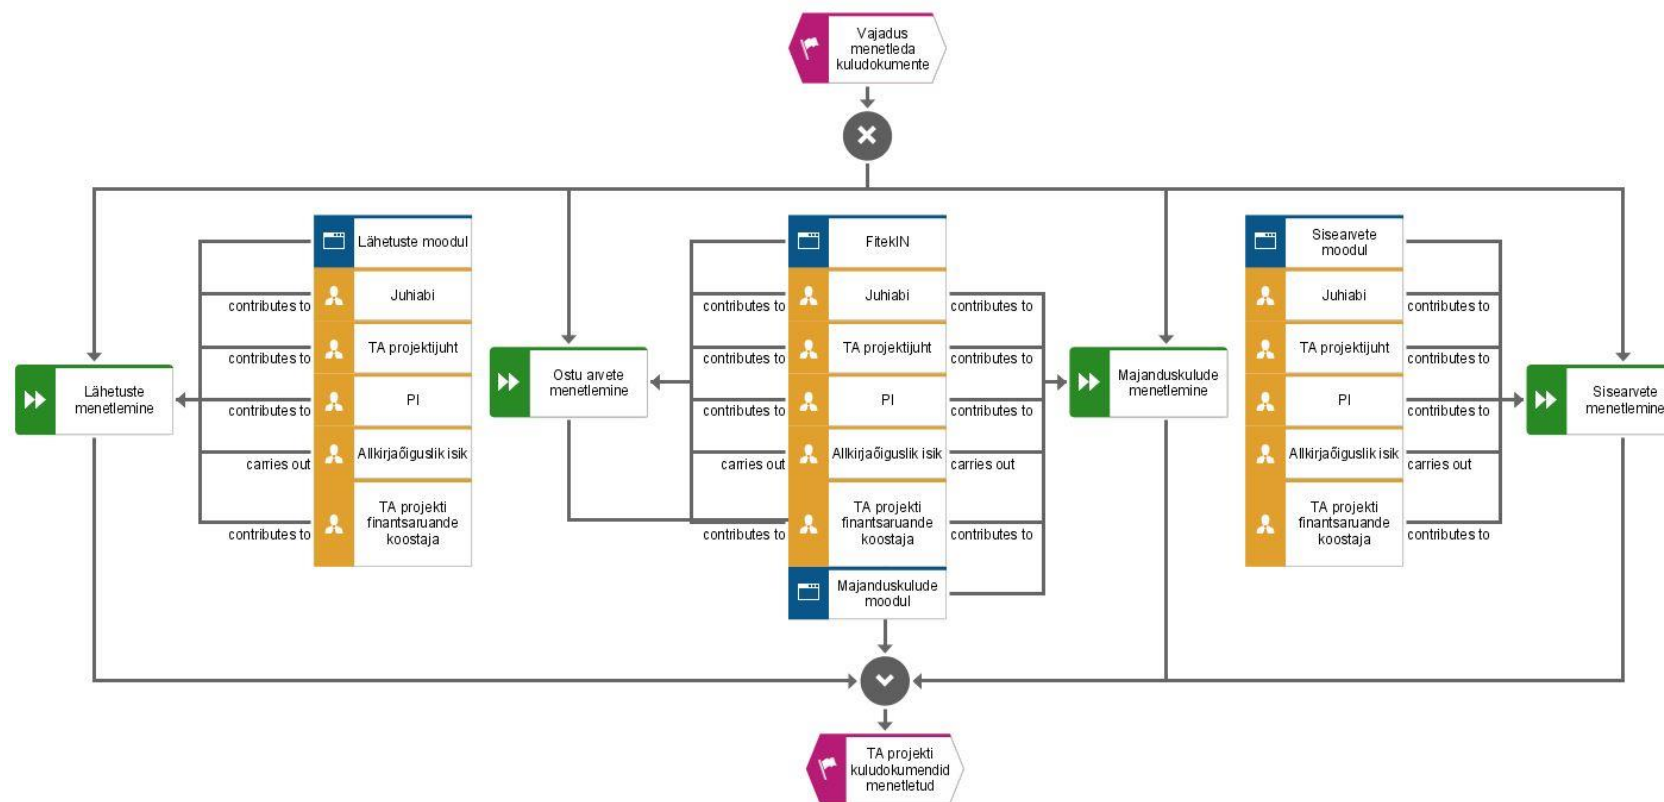 Vajadus
menetleda
kuludokumente
Lähetuste moodul
Juhiabi
contributes to
TA projektijuht
contributes to
PI
contributes to
Allkirjaõiguslik isik
carries out
TA projekti
finantsaruande
koostaja
contributes to
Lähetuste
menetlemine
FitekIN
Juhiabi
contributes to
contributes to
TA projektijuht
contributes to
contributes to
PI
contributes to
contributes to
Allkirjaõiguslik isik
carries out
carries out
TA projekti
finantsaruande
koostaja
contributes to
contributes to
Majanduskulude
moodul
Ostu arvete
menetlemine
Majanduskulude
menetlemine
Sisearvete
moodul
Juhiabi
contributes to
TA projektijuht
contributes to
PI
contributes to
Allkirjaõiguslik isik
carries out
TA projekti
finantsaruande
koostaja
contributes to
Sisearvete
menetlemine
TA projekti
kuludokumendid
menetletud